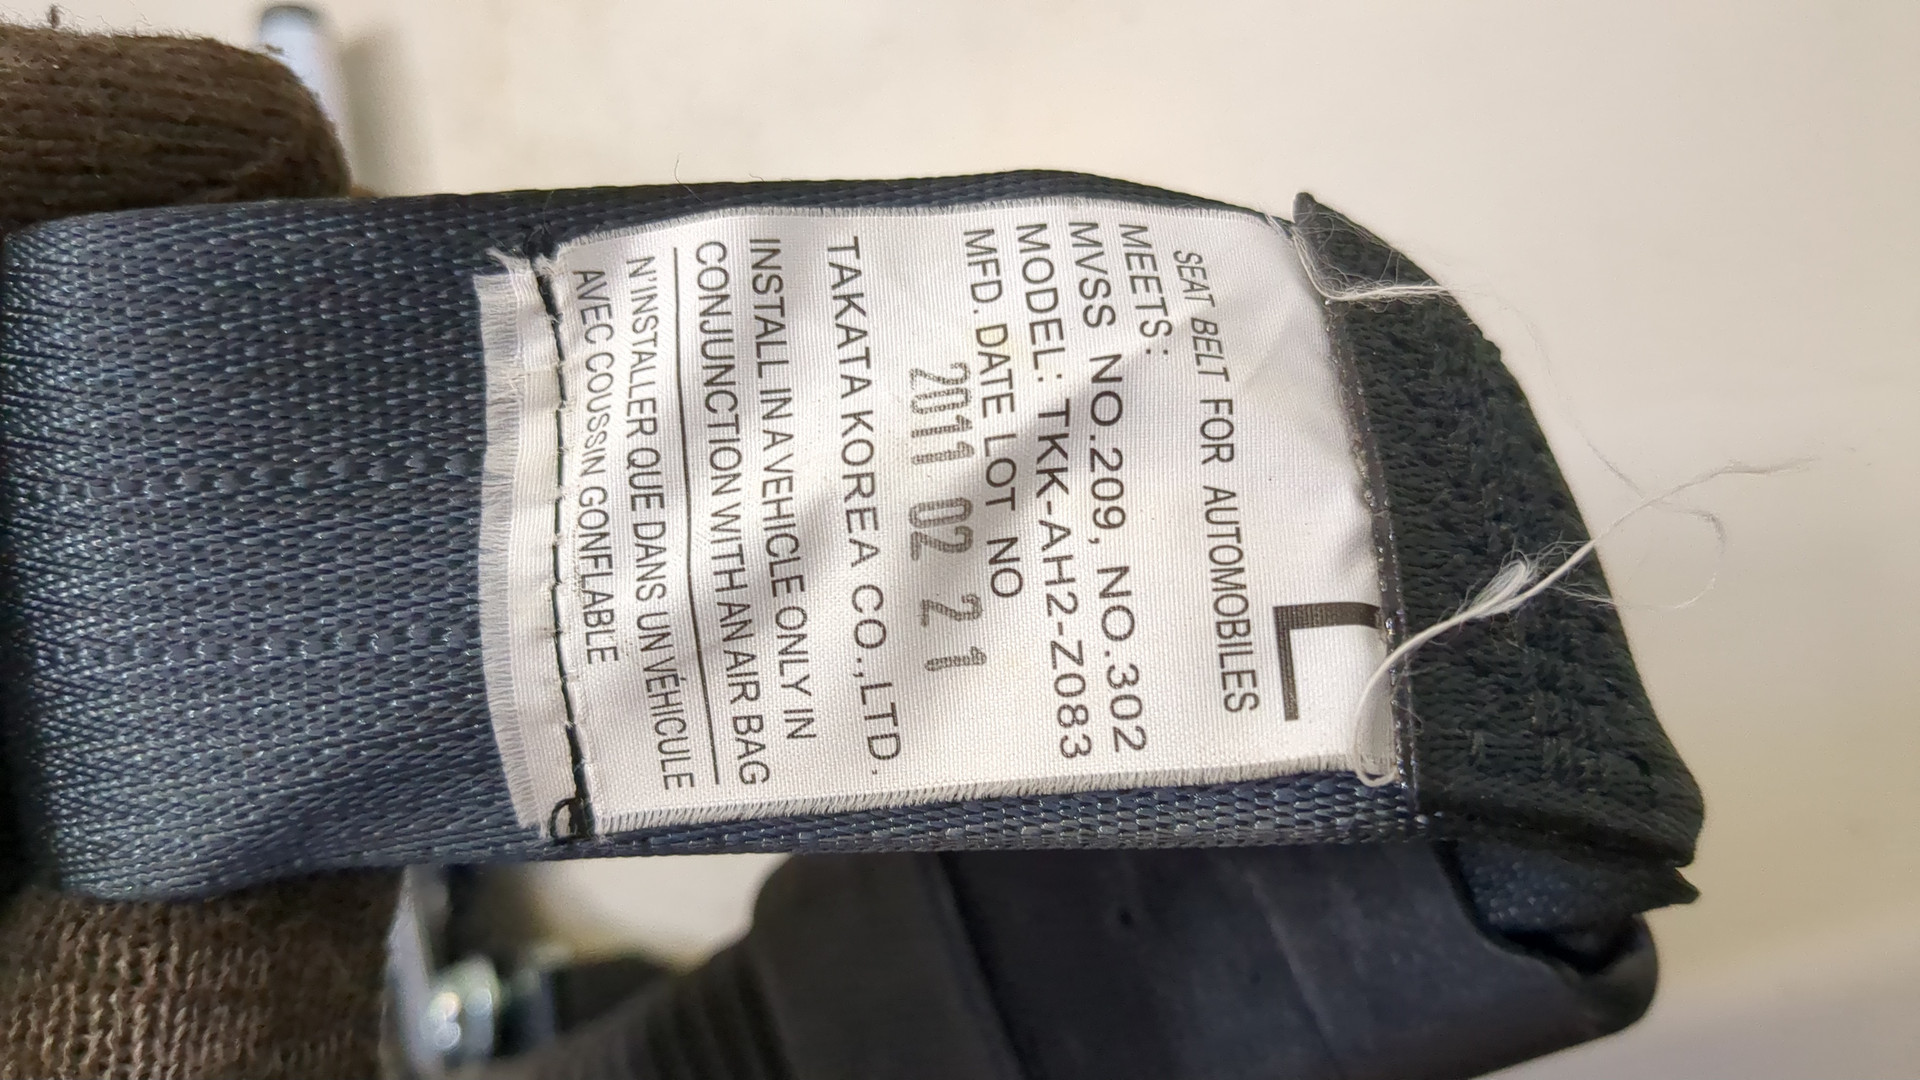 L
SEAT BELT FOR AUTOMOBILES
MEETS:
MVSS NO.209, NO.302
MODEL: TKK-AH2-Z083
MFD. DATE LOT NO
2011 02 21
TAKATA KOREA CO.,LTD.
INSTALL IN A VEHICLE ONLY IN
CONJUNCTION WITH AN AIR BAG
N'INSTALLER QUE DANS UN VÉHICULE
AVEC COUSSIN GONFLABLE